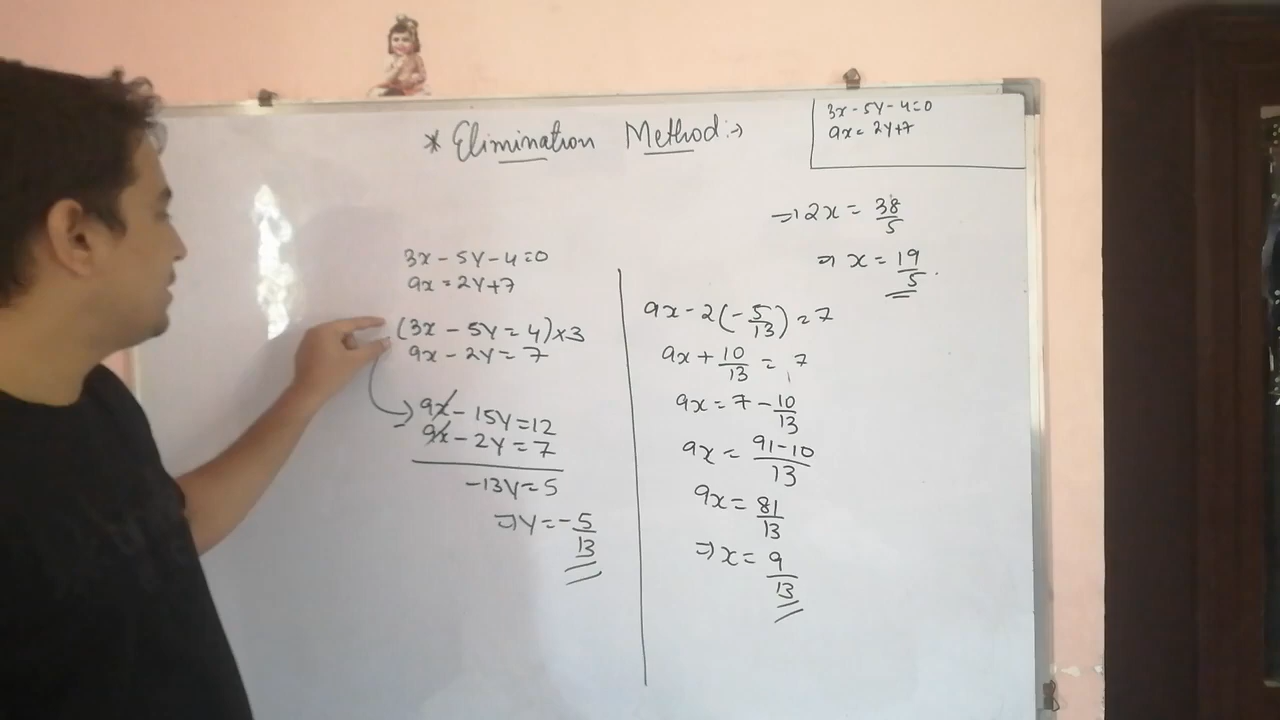 * Elimination Method:→
3x - 5y - 4=0
9x = 2y+7
⇒ 2x = 38/5
⇒ x = 19/5.
3x - 5y - 4=0
9x = 2y+7
(3x - 5y = 4)×3
9x - 2y = 7
9x - 15y = 12
9x - 2y = 7
-13y = 5
⇒ y = -5/13
9x - 2(-5/13) = 7
9x + 10/13 = 7
9x = 7 - 10/13
9x = 91-10/13
9x = 81/13
⇒ x = 9/13